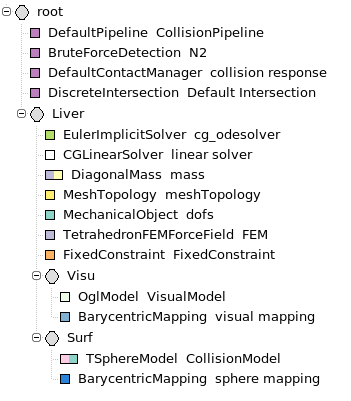 root
DefaultPipeline CollisionPipeline
BruteForceDetection N2
DefaultContactManager collision response
DiscreteIntersection Default Intersection
Liver
EulerImplicitSolver cg_odesolver
CGLinearSolver linear solver
DiagonalMass mass
MeshTopology meshTopology
MechanicalObject dofs
TetrahedronFEMForceField FEM
FixedConstraint FixedConstraint
Visu
OglModel VisualModel
BarycentricMapping visual mapping
Surf
TSphereModel CollisionModel
BarycentricMapping sphere mapping